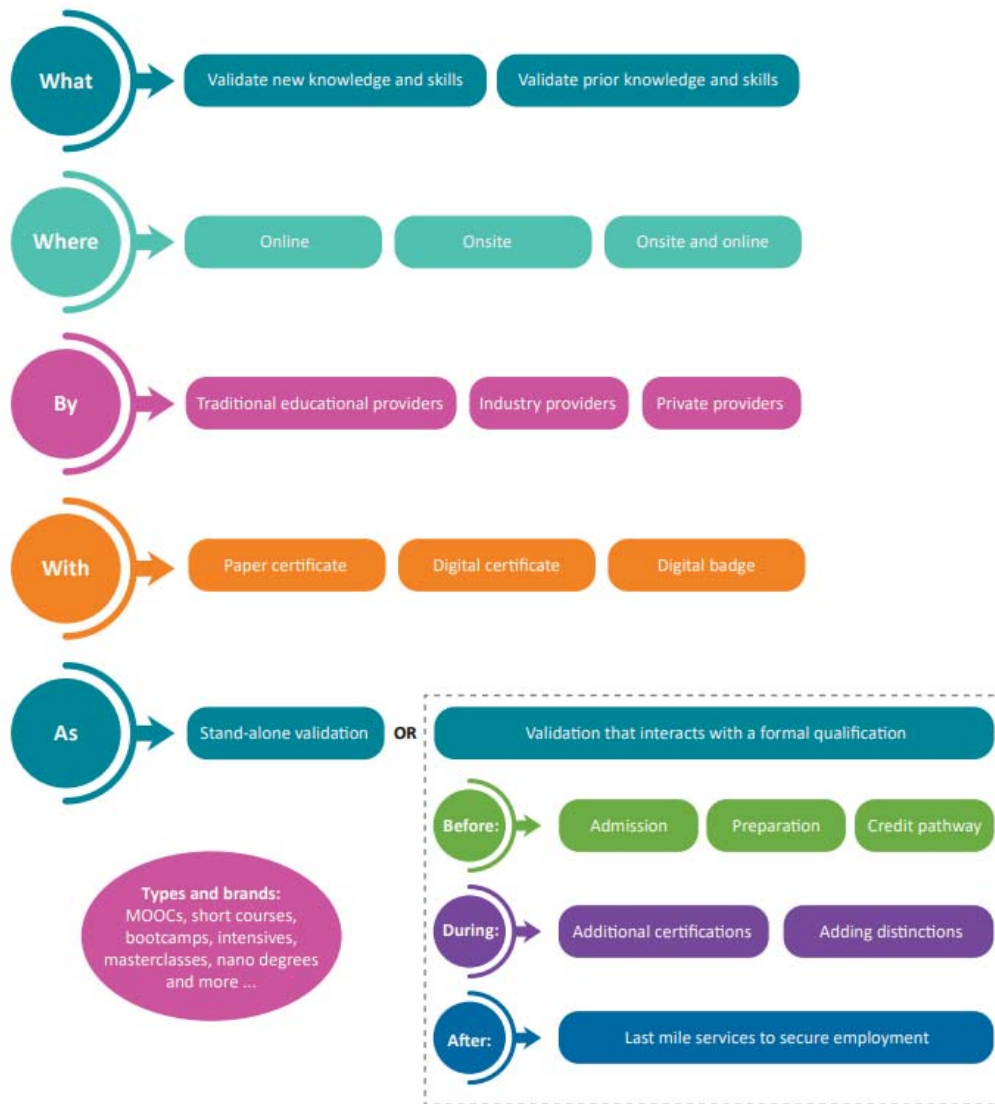 What
Validate new knowledge and skills
Validate prior knowledge and skills
Where
Online
Onsite
Onsite and online
By
Traditional educational providers
Industry providers
Private providers
With
Paper certificate
Digital certificate
Digital badge
As
Stand-alone validation
OR
Validation that interacts with a formal qualification
Before:
Admission
Preparation
Credit pathway
During:
Additional certifications
Adding distinctions
After:
Last mile services to secure employment
Types and brands:
MOOCs, short courses,
bootcamps, intensives,
masterclasses, nano degrees
and more ...